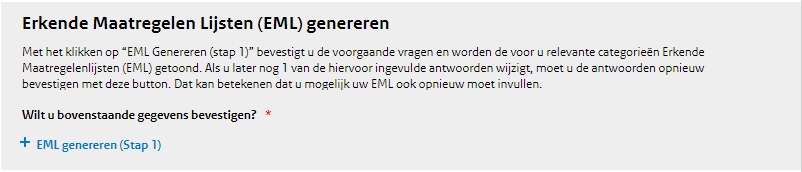 Erkende Maatregelen Lijsten (EML) genereren
Met het klikken op “EML Genereren (stap 1)” bevestigt u de voorgaande vragen en worden de voor u relevante categorieën Erkende
Maatregelenlijsten (EML) getoond. Als u later nog 1 van de hiervoor ingevulde antwoorden wijzigt, moet u de antwoorden opnieuw
bevestigen met deze button. Dat kan betekenen dat u mogelijk uw EML ook opnieuw moet invullen.
Wilt u bovenstaande gegevens bevestigen? *
+ EML genereren (Stap 1)